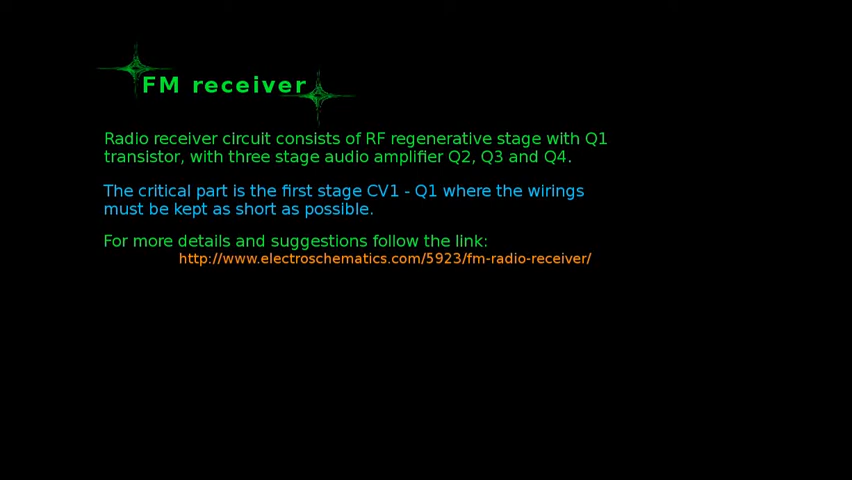 FM receiver
Radio receiver circuit consists of RF regenerative stage with Q1
transistor, with three stage audio amplifier Q2, Q3 and Q4.
The critical part is the first stage CV1 - Q1 where the wirings
must be kept as short as possible.
For more details and suggestions follow the link:
http://www.electroschematics.com/5923/fm-radio-receiver/